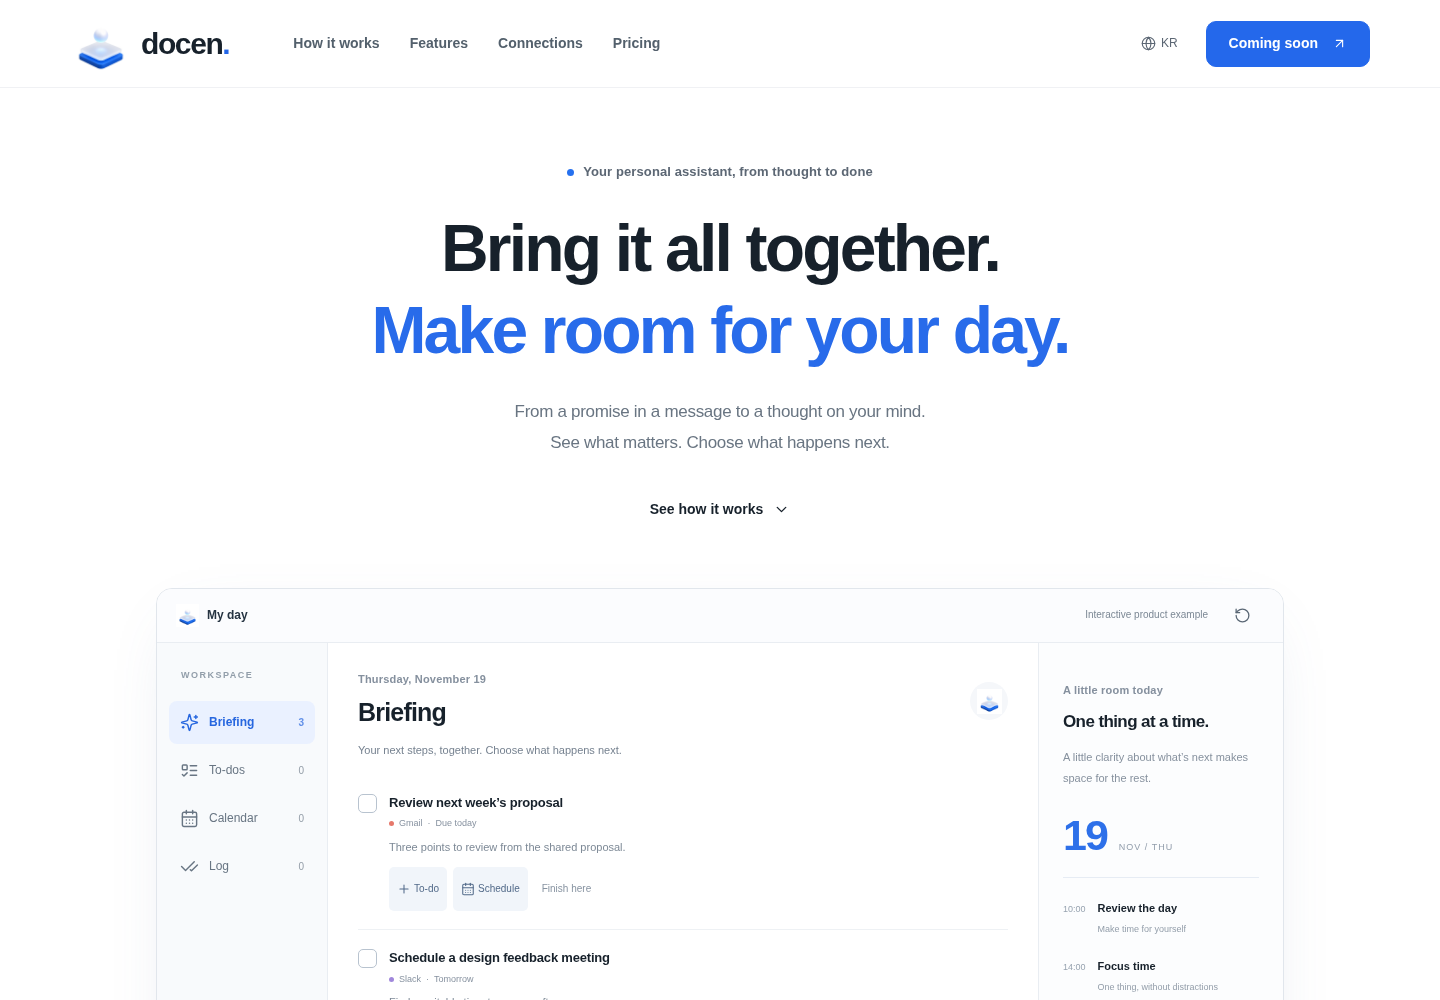 docen.
How it works
Features
Connections
Pricing
KR
Coming soon
Your personal assistant, from thought to done
Bring it all together.
Make room for your day.
From a promise in a message to a thought on your mind.
See what matters. Choose what happens next.
See how it works
My day
Interactive product example
WORKSPACE
Briefing 3
To-dos 0
Calendar 0
Log 0
Thursday, November 19
Briefing
Your next steps, together. Choose what happens next.
Review next week’s proposal
Gmail · Due today
Three points to review from the shared proposal.
To-do
Schedule
Finish here
Schedule a design feedback meeting
Slack · Tomorrow
A little room today
One thing at a time.
A little clarity about what’s next makes
space for the rest.
19 NOV / THU
10:00 Review the day
Make time for yourself
14:00 Focus time
One thing, without distractions